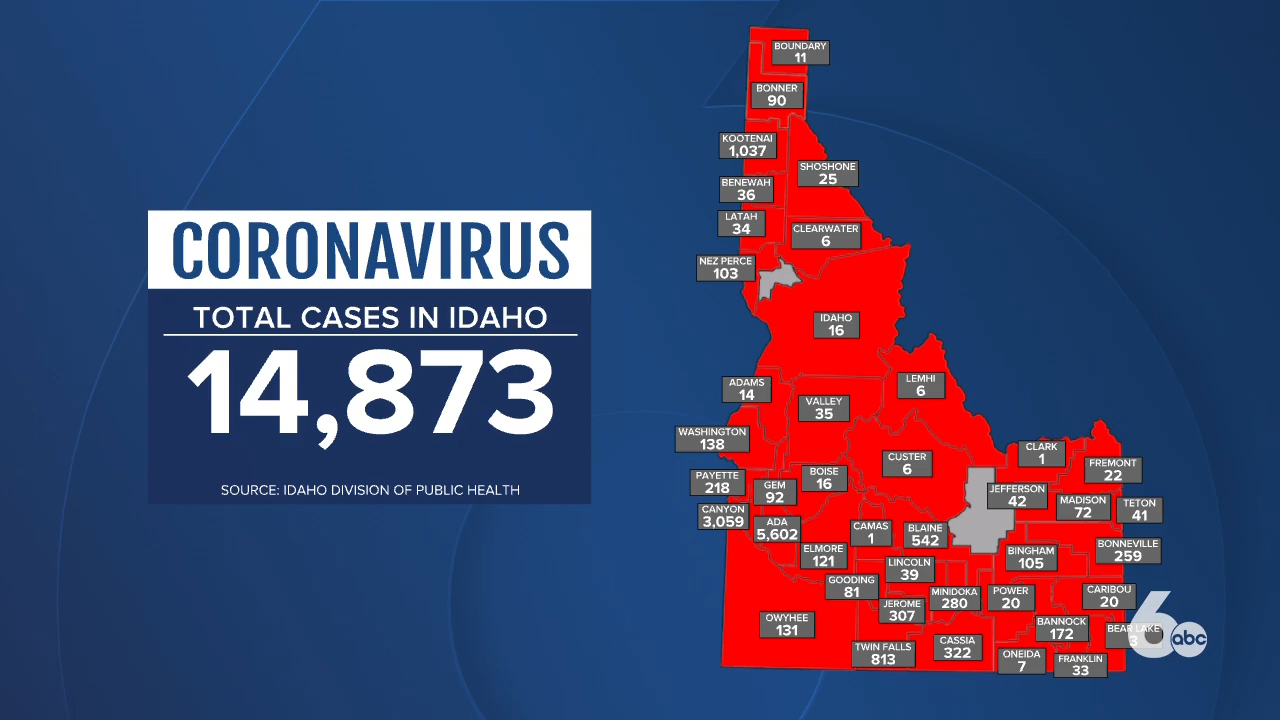 CORONAVIRUS
TOTAL CASES IN IDAHO
14,873
SOURCE: IDAHO DIVISION OF PUBLIC HEALTH
BOUNDARY
11
BONNER
90
KOOTENAI
1,037
SHOSHONE
25
BENEWAH
36
LATAH
34
CLEARWATER
6
NEZ PERCE
103
IDAHO
16
ADAMS
14
LEMHI
6
VALLEY
35
WASHINGTON
138
CUSTER
6
CLARK
1
FREMONT
22
PAYETTE
218
GEM
92
BOISE
16
JEFFERSON
42
MADISON
72
TETON
41
CANYON
3,059
ADA
5,602
CAMAS
1
BLAINE
542
BONNEVILLE
259
ELMORE
121
BINGHAM
105
LINCOLN
39
GOODING
81
MINIDOKA
280
POWER
20
CARIBOU
20
JEROME
307
OWYHEE
131
BANNOCK
172
BEAR LAKE
3
TWIN FALLS
813
CASSIA
322
ONEIDA
7
FRANKLIN
33
6
abc